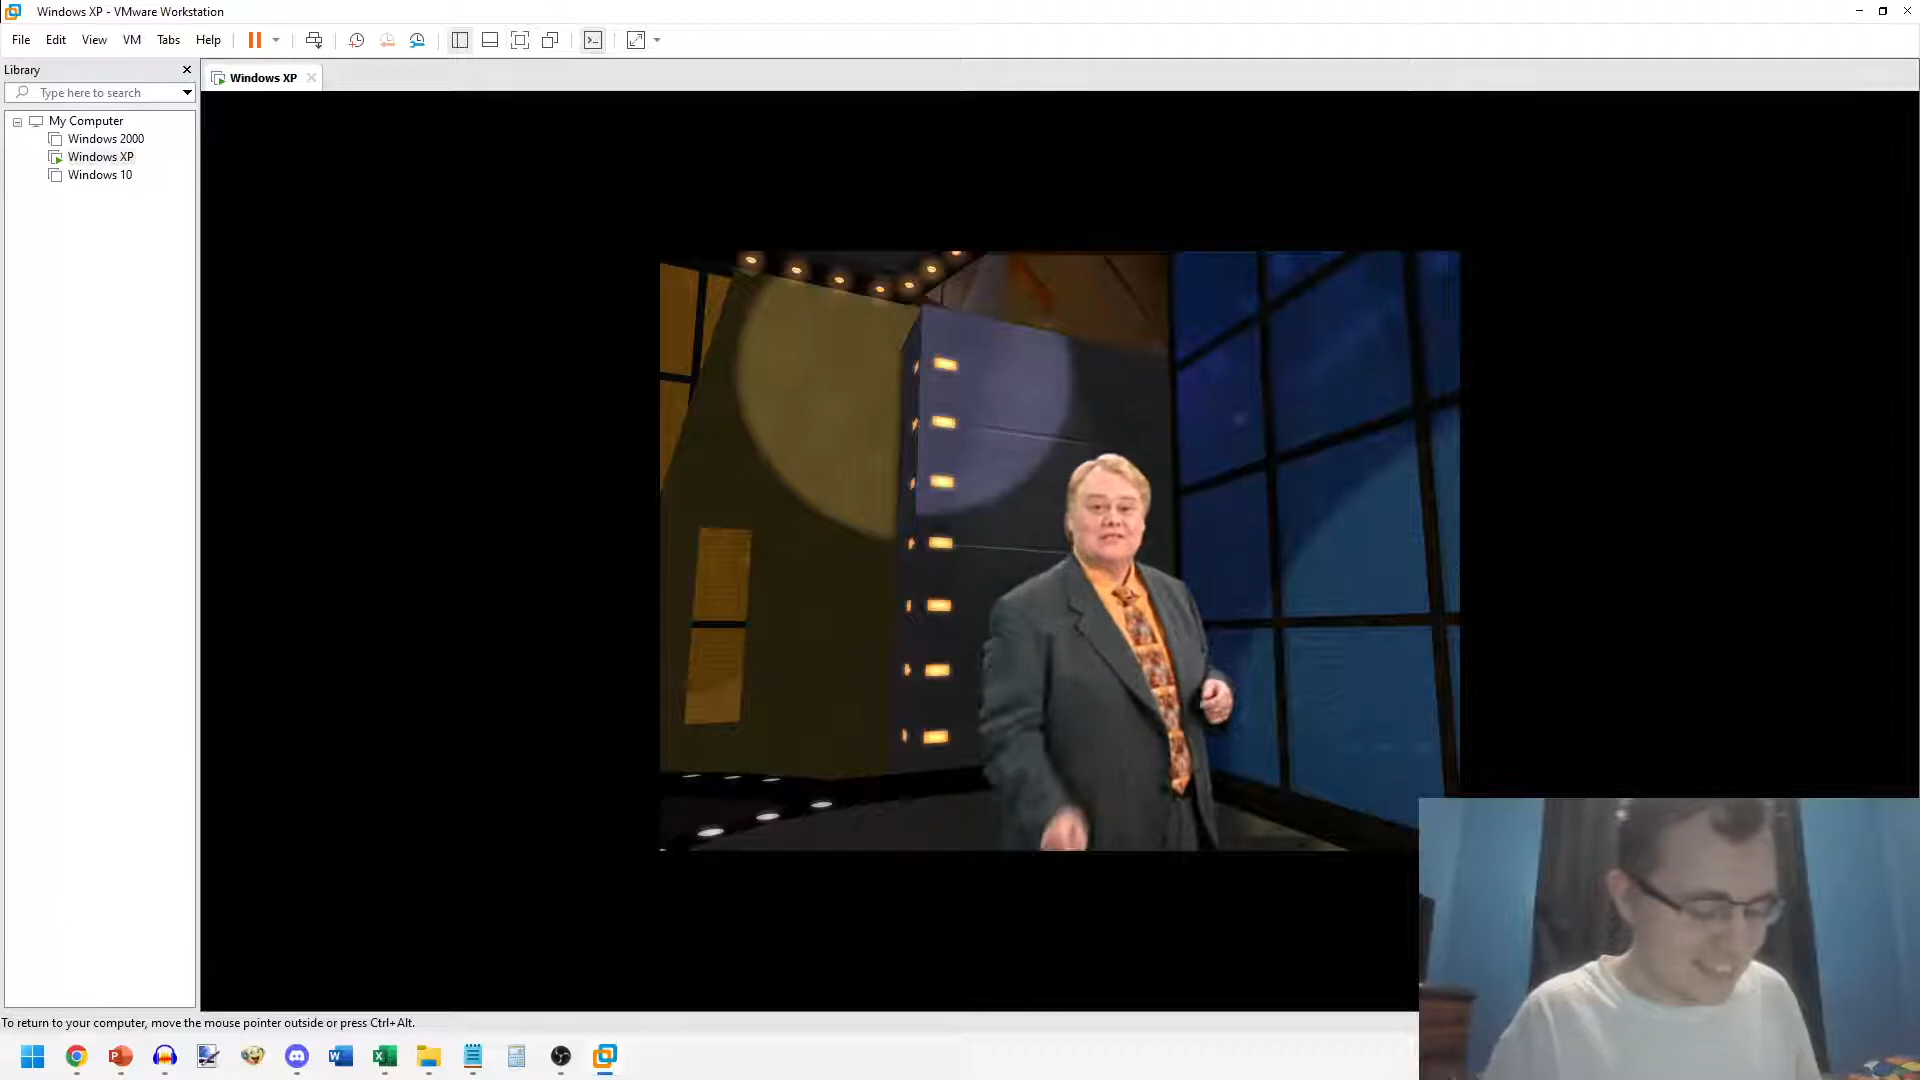 Windows XP - VMware Workstation
File Edit View VM Tabs Help
Library
Windows XP
Type here to search
My Computer
Windows 2000
Windows XP
Windows 10
To return to your computer, move the mouse pointer outside or press Ctrl+Alt.